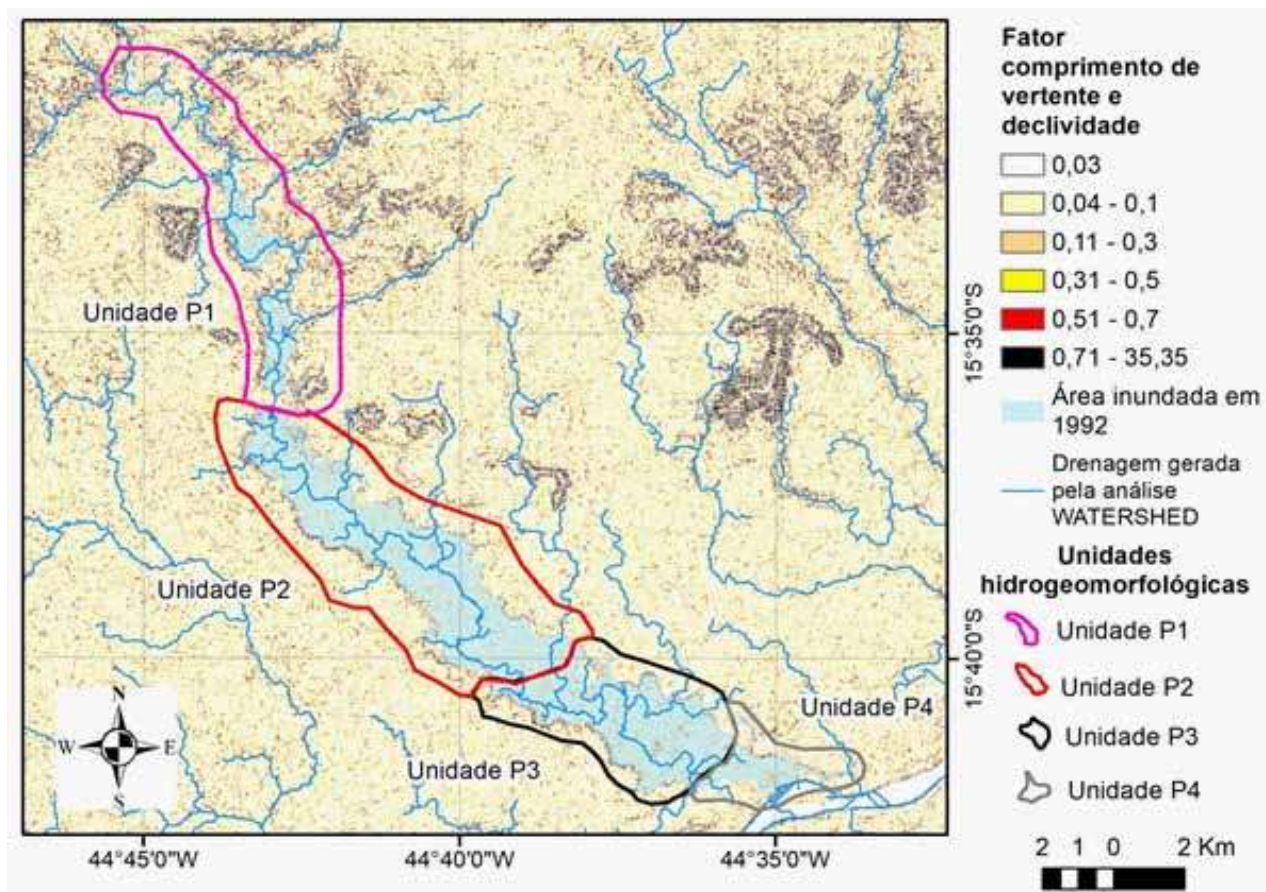 Unidade P1
Unidade P2
Unidade P3
Unidade P4
N
W
E
S
44°45'0"W
44°40'0"W
44°35'0"W
15°35'0"S
15°40'0"S
Fator
comprimento de
vertente e
declividade
0,03
0,04 - 0,1
0,11 - 0,3
0,31 - 0,5
0,51 - 0,7
0,71 - 35,35
Área inundada em
1992
Drenagem gerada
pela análise
WATERSHED
Unidades
hidrogeomorfológicas
Unidade P1
Unidade P2
Unidade P3
Unidade P4
2 1 0 2 Km